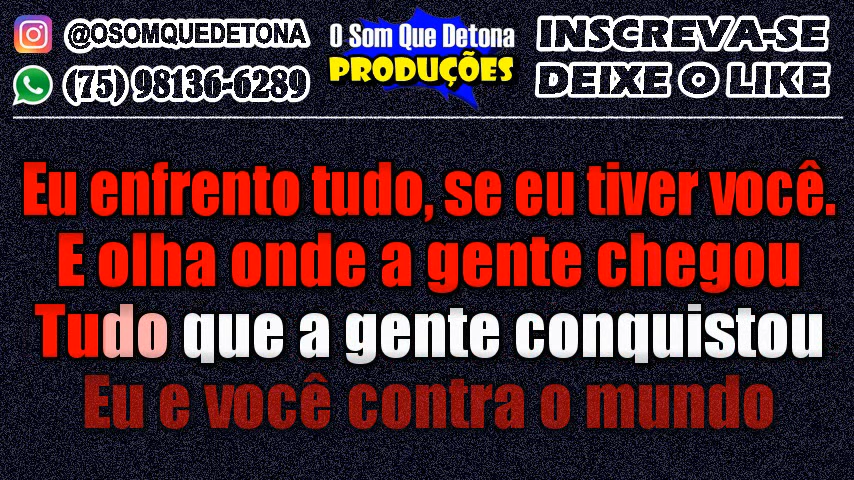 @OSOMQUEDETONA
(75) 98136-6289
O Som Que Detona
PRODUÇÕES
INSCREVA-SE
DEIXE O LIKE
Eu enfrento tudo, se eu tiver você.
E olha onde a gente chegou
Tudo que a gente conquistou
Eu e você contra o mundo